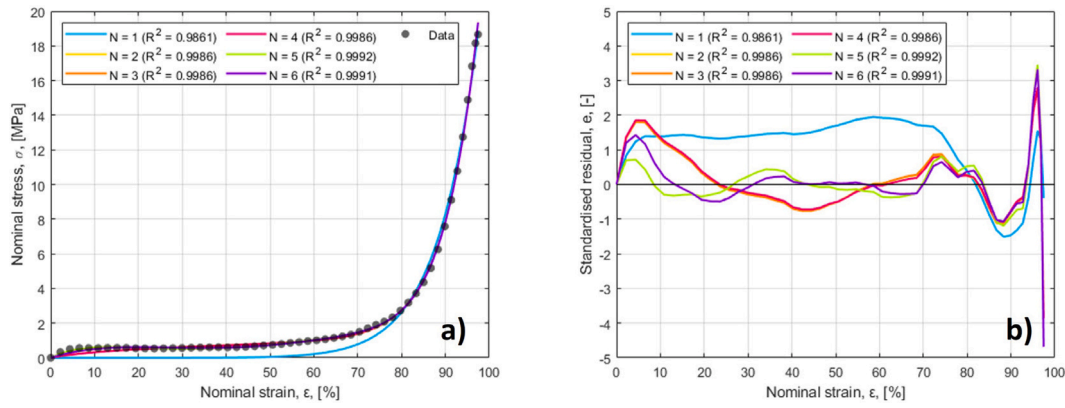 20
18
16
14
12
10
8
6
4
2
0
Nominal stress, σ, [MPa]
N = 1 (R² = 0.9861)
N = 2 (R² = 0.9986)
N = 3 (R² = 0.9986)
N = 4 (R² = 0.9986)
N = 5 (R² = 0.9992)
N = 6 (R² = 0.9991)
Data
a)
0 10 20 30 40 50 60 70 80 90 100
Nominal strain, ε, [%]
5
4
3
2
1
0
-1
-2
-3
-4
-5
Standardised residual, e, [-]
N = 1 (R² = 0.9861)
N = 2 (R² = 0.9986)
N = 3 (R² = 0.9986)
N = 4 (R² = 0.9986)
N = 5 (R² = 0.9992)
N = 6 (R² = 0.9991)
b)
0 10 20 30 40 50 60 70 80 90 100
Nominal strain, ε, [%]